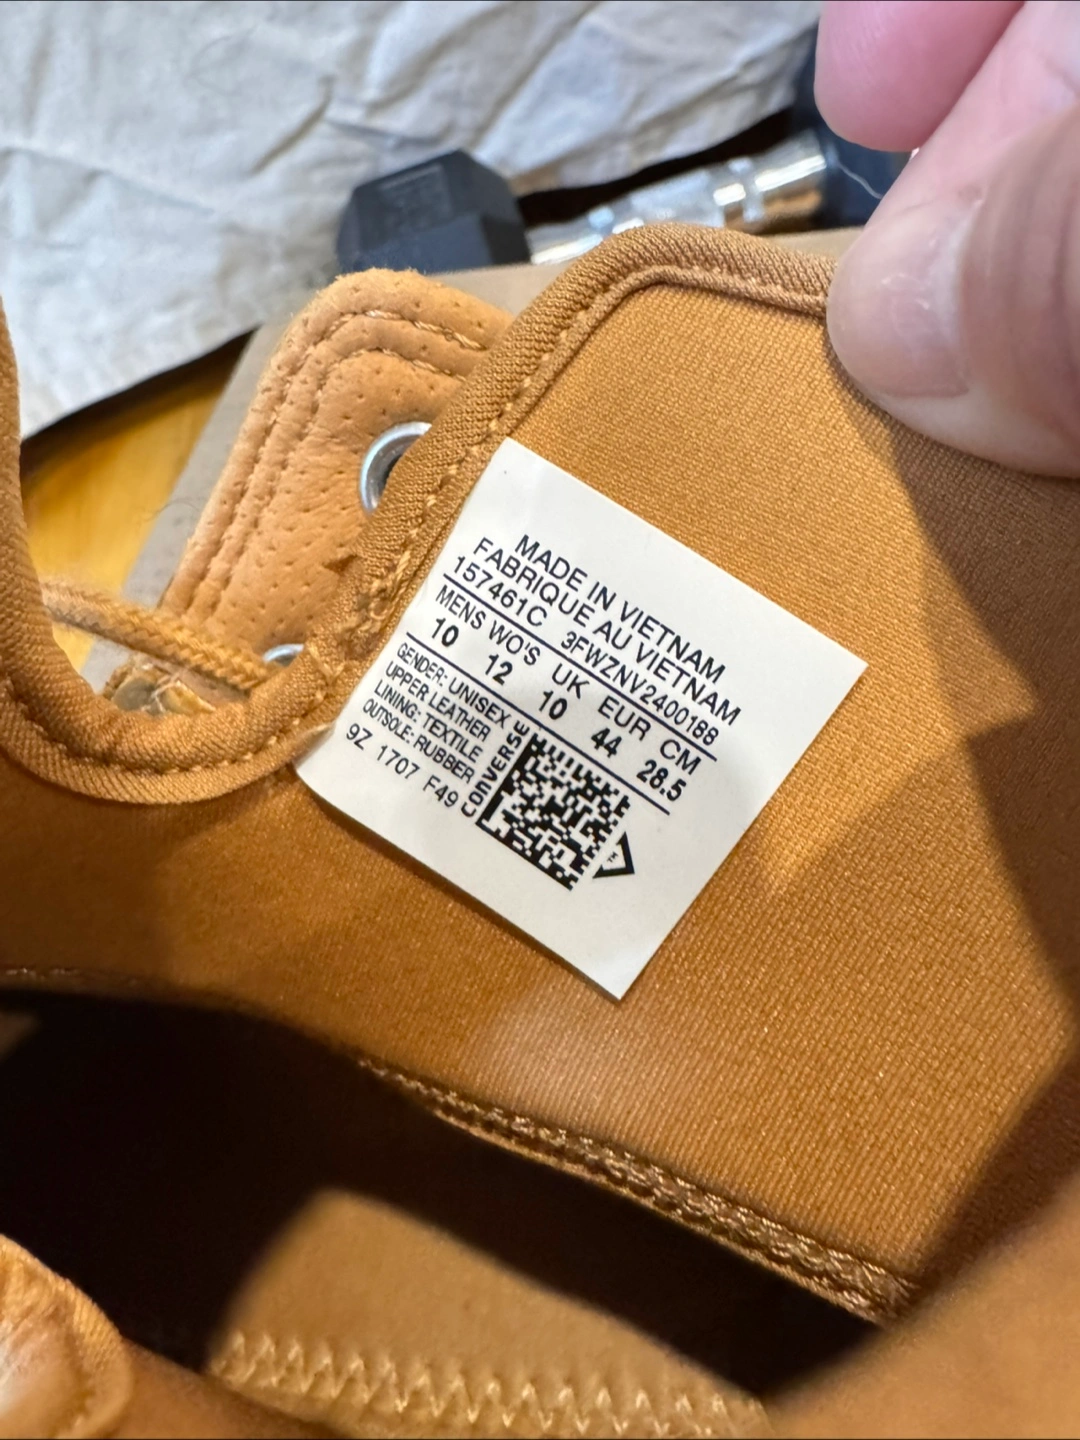 MADE IN VIETNAM
FABRIQUE AU VIETNAM
157461C 3FWZNV2400188
MENS WO'S UK EUR CM
10 12 10 44 28.5
GENDER: UNISEX
UPPER: LEATHER
LINING: TEXTILE
OUTSOLE: RUBBER
9Z 1707 F49
CONVERSE